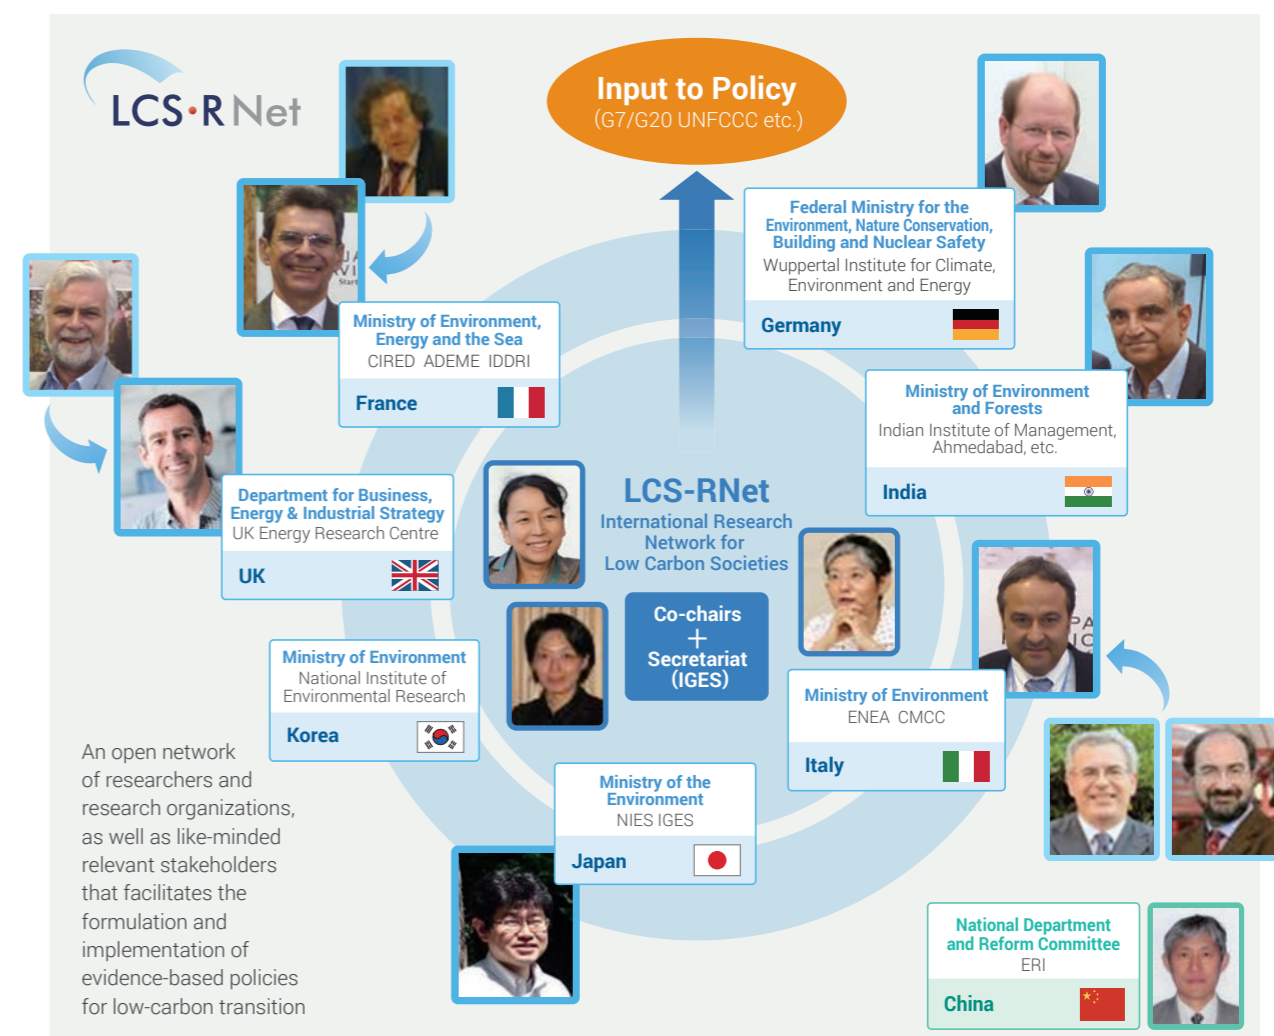 LCS•R Net
Input to Policy
(G7/G20 UNFCCC etc.)
Federal Ministry for the
Environment, Nature Conservation,
Building and Nuclear Safety
Wuppertal Institute for Climate,
Environment and Energy
Germany
Ministry of Environment,
Energy and the Sea
CIRED ADEME IDDRI
France
Ministry of Environment
and Forests
Indian Institute of Management,
Ahmedabad, etc.
India
Department for Business,
Energy & Industrial Strategy
UK Energy Research Centre
UK
LCS-RNet
International Research
Network for
Low Carbon Societies
Co-chairs
+
Secretariat
(IGES)
Ministry of Environment
National Institute of
Environmental Research
Korea
Ministry of Environment
ENEA CMCC
Italy
Ministry of the
Environment
NIES IGES
Japan
An open network
of researchers and
research organizations,
as well as like-minded
relevant stakeholders
that facilitates the
formulation and
implementation of
evidence-based policies
for low-carbon transition
National Department
and Reform Committee
ERI
China